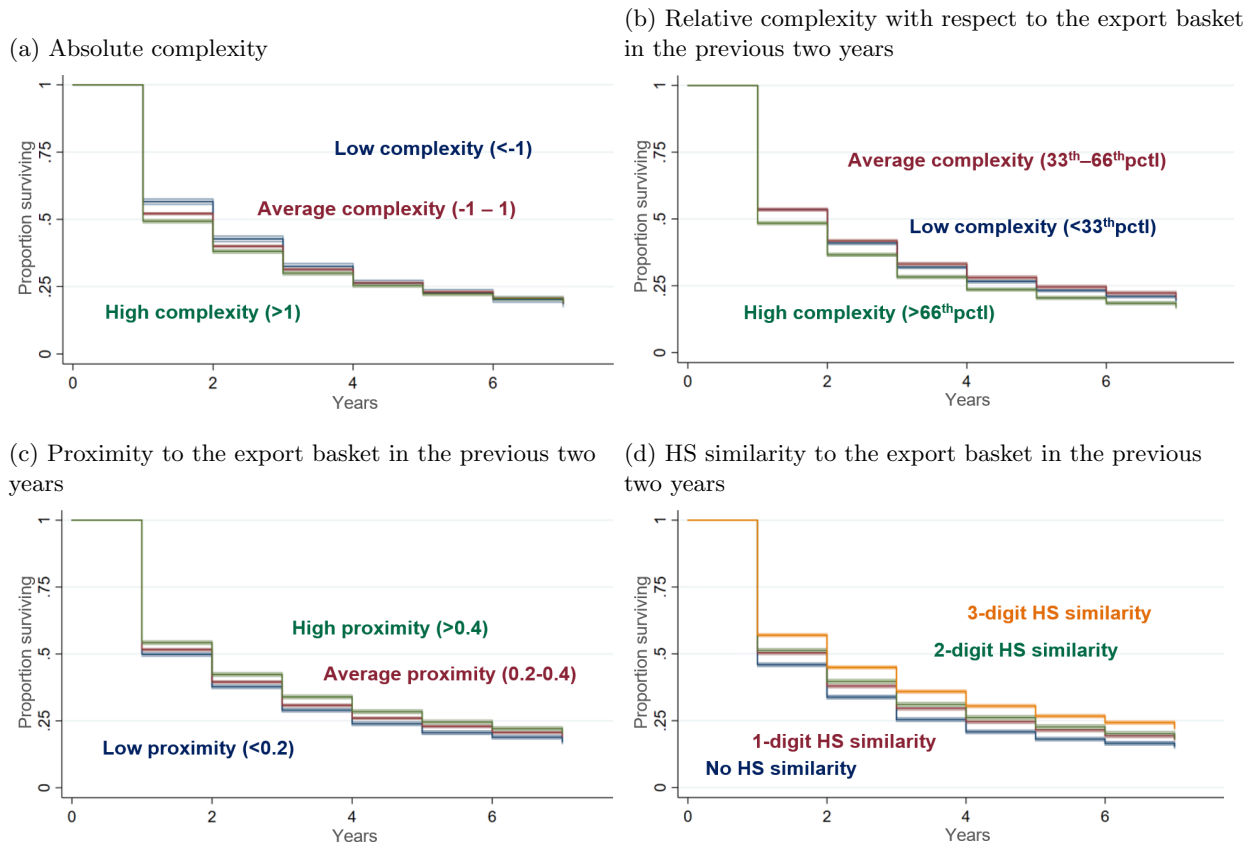 (a) Absolute complexity
Proportion surviving
1
.75
.5
.25
0
Low complexity (<-1)
Average complexity (-1 – 1)
High complexity (>1)
0 2 4 6
Years
(b) Relative complexity with respect to the export basket
in the previous two years
Proportion surviving
1
.75
.5
.25
0
Average complexity (33th–66thpctl)
Low complexity (<33thpctl)
High complexity (>66thpctl)
0 2 4 6
Years
(c) Proximity to the export basket in the previous two
years
Proportion surviving
1
.75
.5
.25
0
High proximity (>0.4)
Average proximity (0.2-0.4)
Low proximity (<0.2)
0 2 4 6
Years
(d) HS similarity to the export basket in the previous
two years
Proportion surviving
1
.75
.5
.25
0
3-digit HS similarity
2-digit HS similarity
1-digit HS similarity
No HS similarity
0 2 4 6
Years